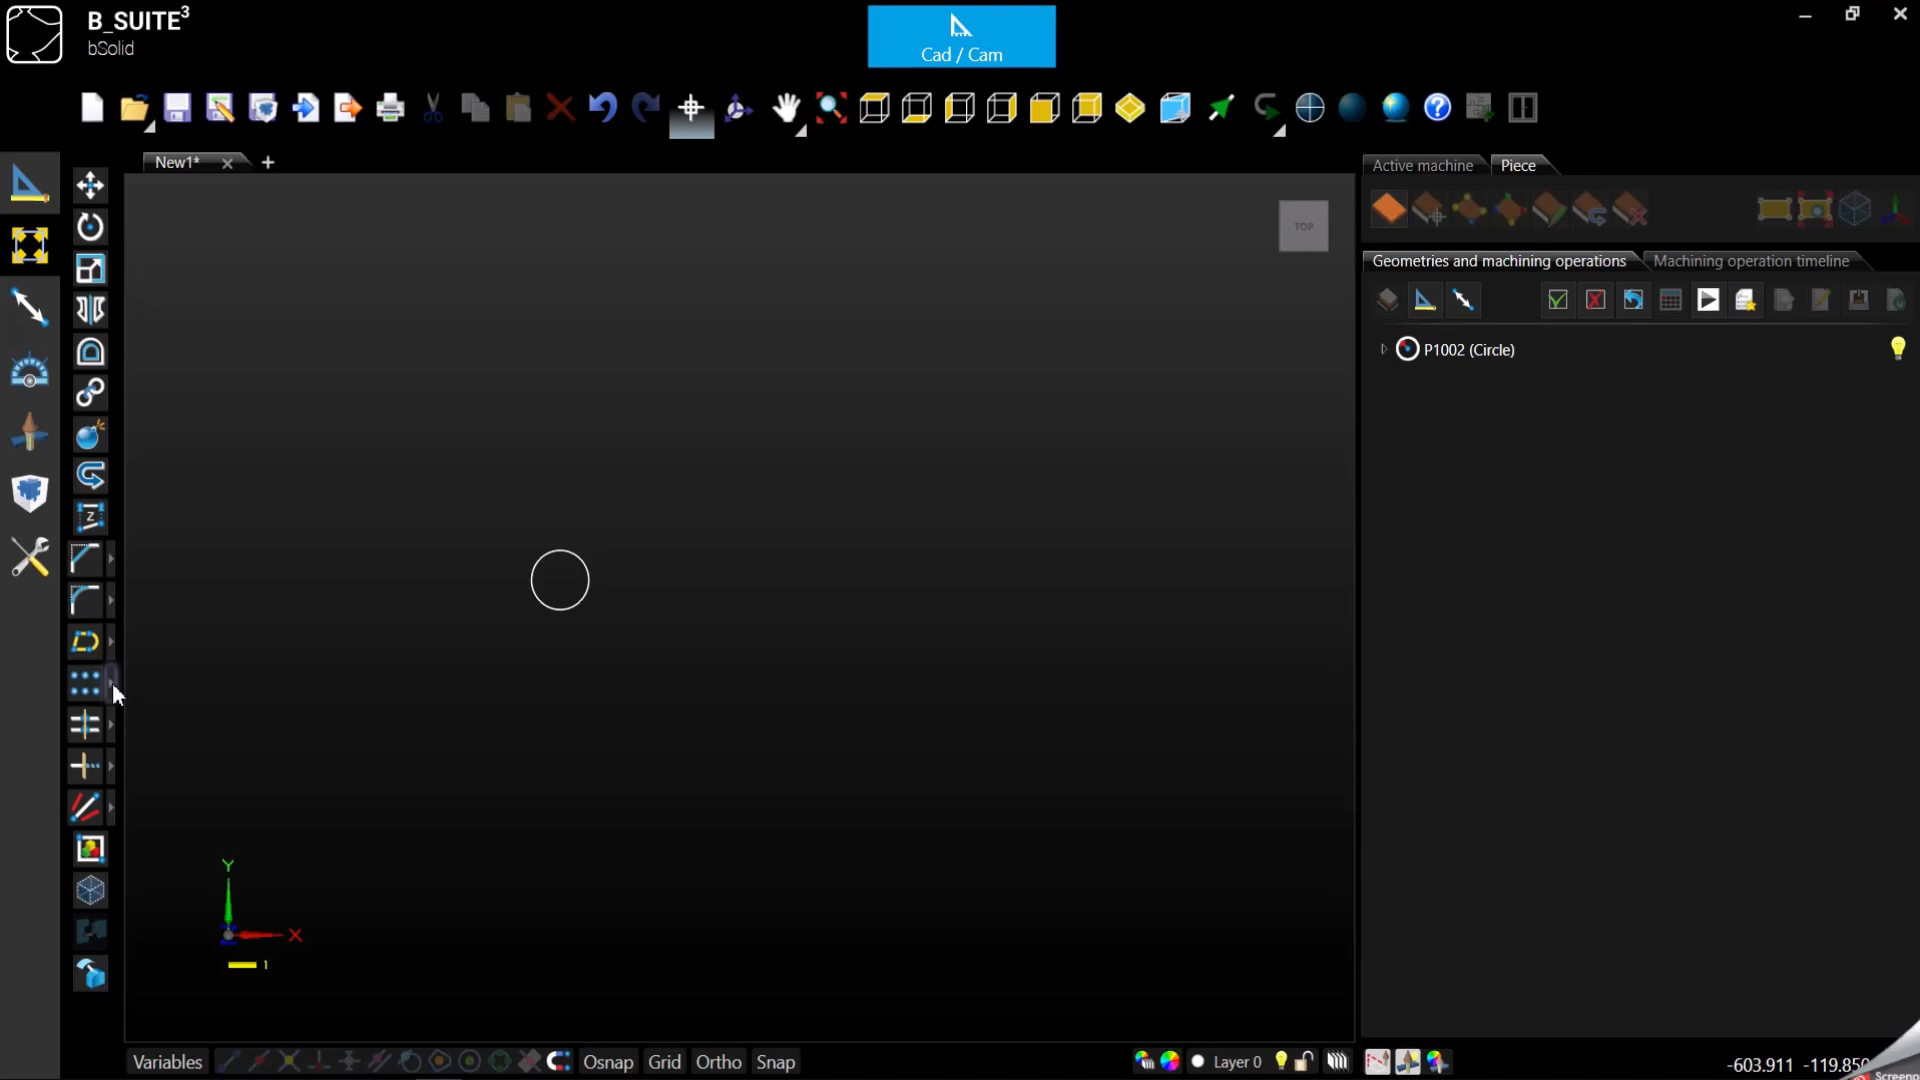 B_SUITE³
bSolid
Cad / Cam
New1*
TOP
Active machine
Piece
Geometries and machining operations
Machining operation timeline
P1002 (Circle)
Z
Y
X
1
Variables
Osnap
Grid
Ortho
Snap
Layer 0
-603.911 -119.850